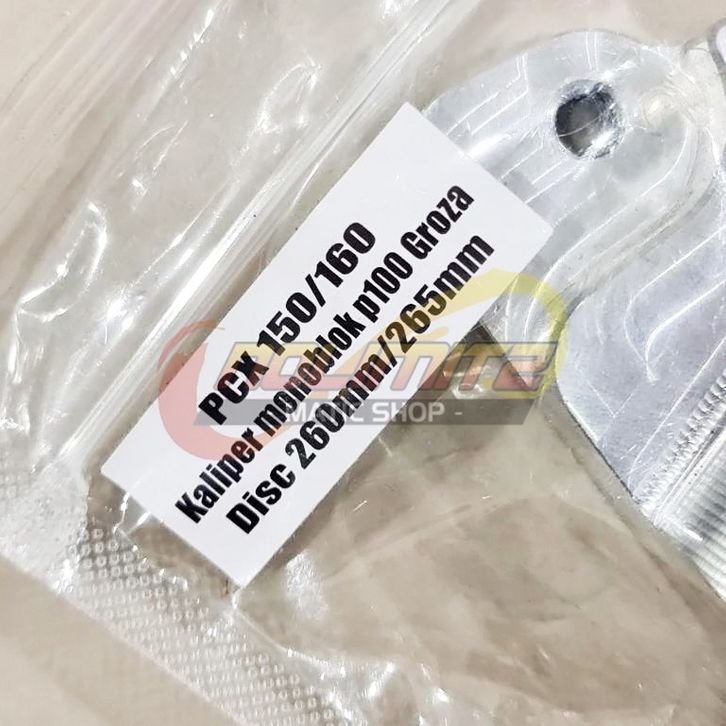 PCX 150/160
Kaliper monoblok p100 Groza
Disc 260mm/265mm
MATIC SHOP -